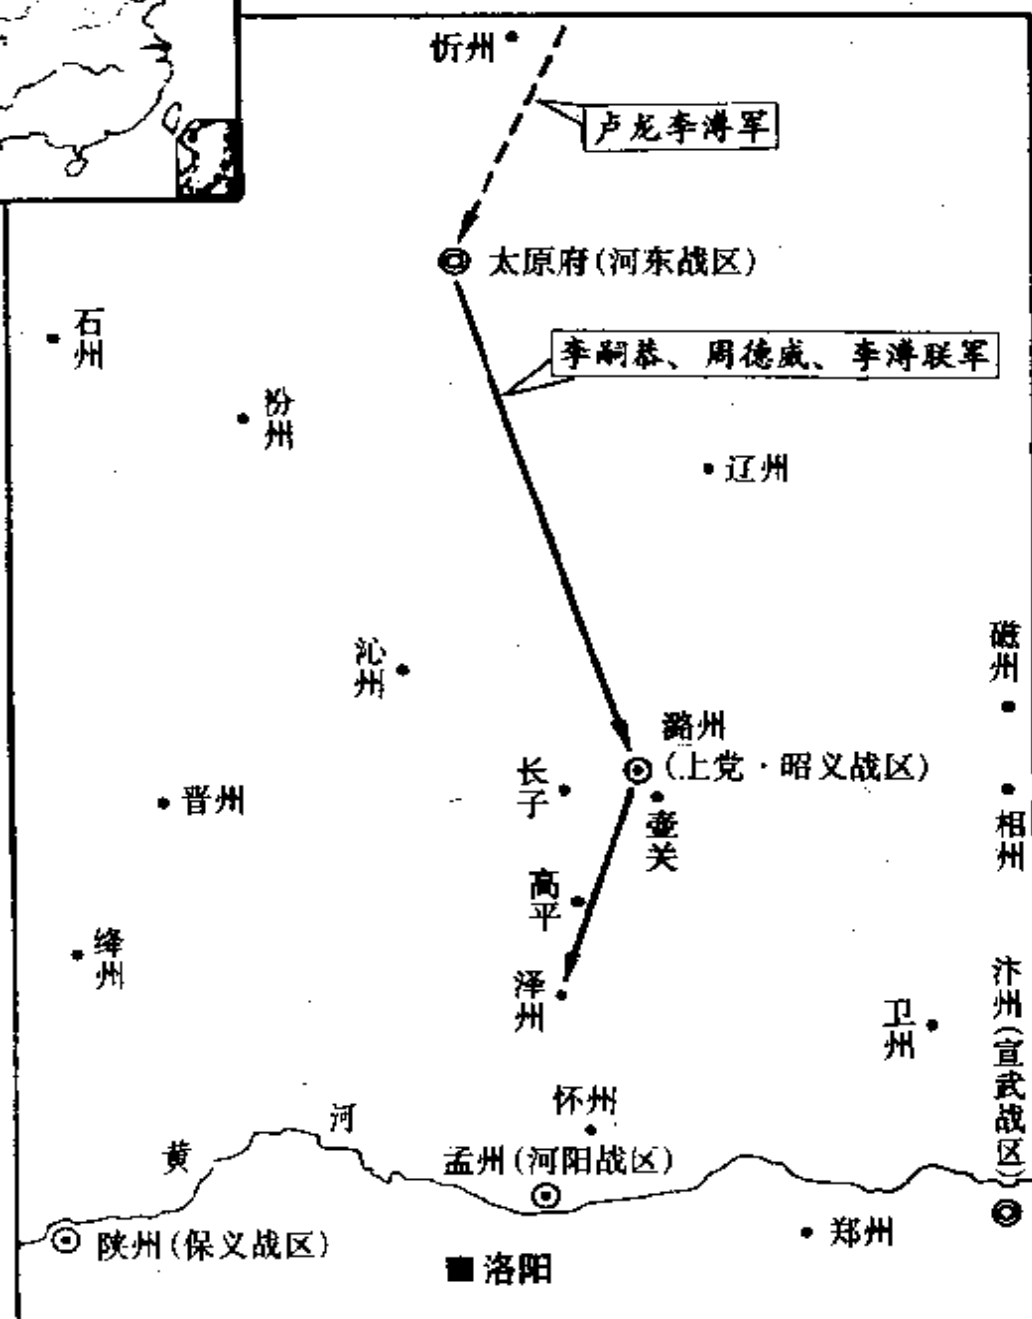 忻州
卢龙李溥军
太原府(河东战区)
石州
李嗣恭、周德威、李溥联军
汾州
辽州
沁州
磁州
潞州
(上党·昭义战区)
长子
晋州
壶关
相州
高平
绛州
泽州
汴州(宣武战区)
卫州
怀州
黄河
孟州(河阳战区)
陕州(保义战区)
郑州
洛阳